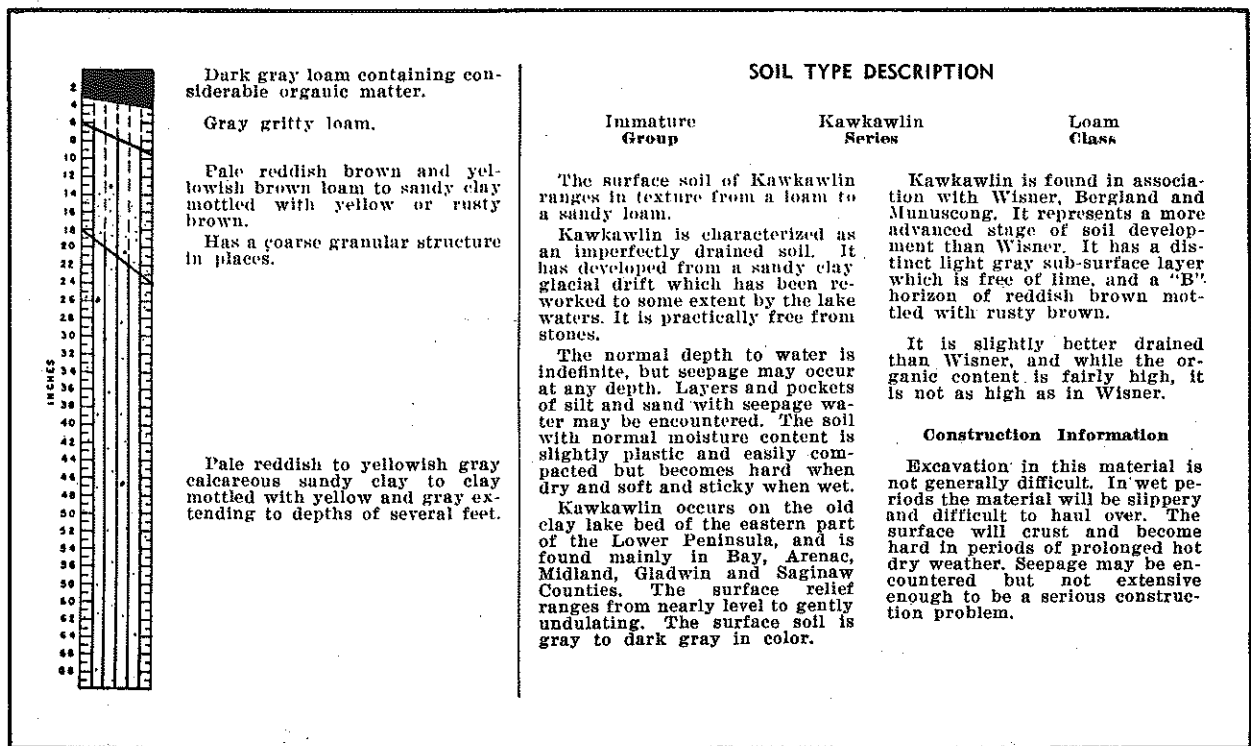 Dark gray loam containing con-
siderable organic matter.
Gray gritty loam.
Pale reddish brown and yel-
lowish brown loam to sandy clay
mottled with yellow or rusty
brown.
Has a coarse granular structure
in places.
Pale reddish to yellowish gray
calcareous sandy clay to clay
mottled with yellow and gray ex-
tending to depths of several feet.
INCHES
2
4
6
8
10
12
14
16
18
20
22
24
26
28
30
32
34
36
38
40
42
44
46
48
50
52
54
56
58
60
62
64
66
68
SOIL TYPE DESCRIPTION
Immature Kawkawlin Loam
Group Series Class
The surface soil of Kawkawlin
ranges in texture from a loam to
a sandy loam.
Kawkawlin is characterized as
an imperfectly drained soil. It
has developed from a sandy clay
glacial drift which has been re-
worked to some extent by the lake
waters. It is practically free from
stones.
The normal depth to water is
indefinite, but seepage may occur
at any depth. Layers and pockets
of silt and sand with seepage wa-
ter may be encountered. The soil
with normal moisture content is
slightly plastic and easily com-
pacted but becomes hard when
dry and soft and sticky when wet.
Kawkawlin occurs on the old
clay lake bed of the eastern part
of the Lower Peninsula, and is
found mainly in Bay, Arenac,
Midland, Gladwin and Saginaw
Counties. The surface relief
ranges from nearly level to gently
undulating. The surface soil is
gray to dark gray in color.
Kawkawlin is found in associa-
tion with Wisner, Bergland and
Munuscong. It represents a more
advanced stage of soil develop-
ment than Wisner. It has a dis-
tinct light gray sub-surface layer
which is free of lime, and a "B"
horizon of reddish brown mot-
tled with rusty brown.
It is slightly better drained
than Wisner, and while the or-
ganic content is fairly high, it
is not as high as in Wisner.
Construction Information
Excavation in this material is
not generally difficult. In wet pe-
riods the material will be slippery
and difficult to haul over. The
surface will crust and become
hard in periods of prolonged hot
dry weather. Seepage may be en-
countered but not extensive
enough to be a serious construc-
tion problem.